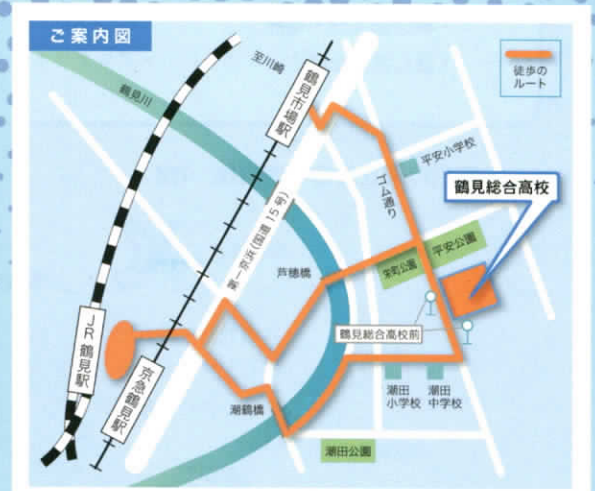 ご案内図
至川崎
徒歩の
ルート
鶴見川
鶴見市場駅
平安小学校
ゴム通り
鶴見総合高校
国道15号(第一京浜)
平安公園
栄町公園
芦穂橋
鶴見総合高校前
JR鶴見駅
京急鶴見駅
潮田
小学校
潮田
中学校
潮鶴橋
潮田公園